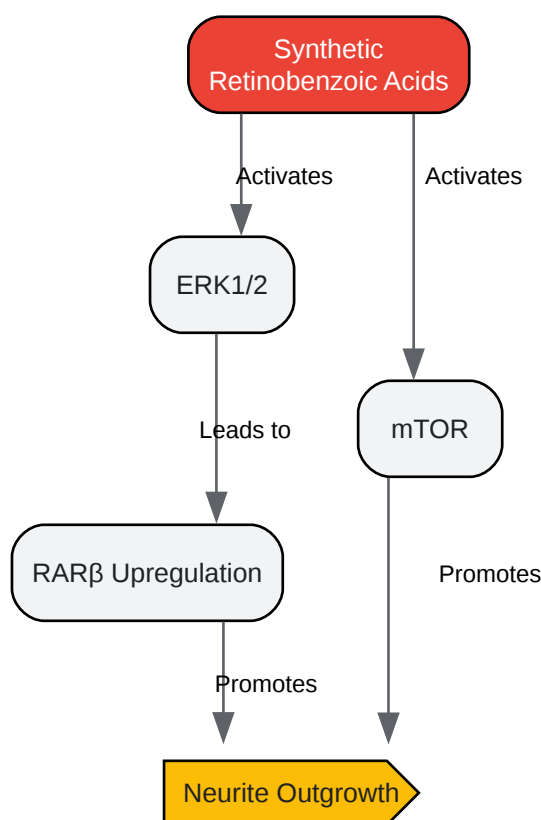 Synthetic
Retinobenzoic Acids
Activates
Activates
ERK1/2
Leads to
mTOR
RARβ Upregulation
Promotes
Promotes
Neurite Outgrowth